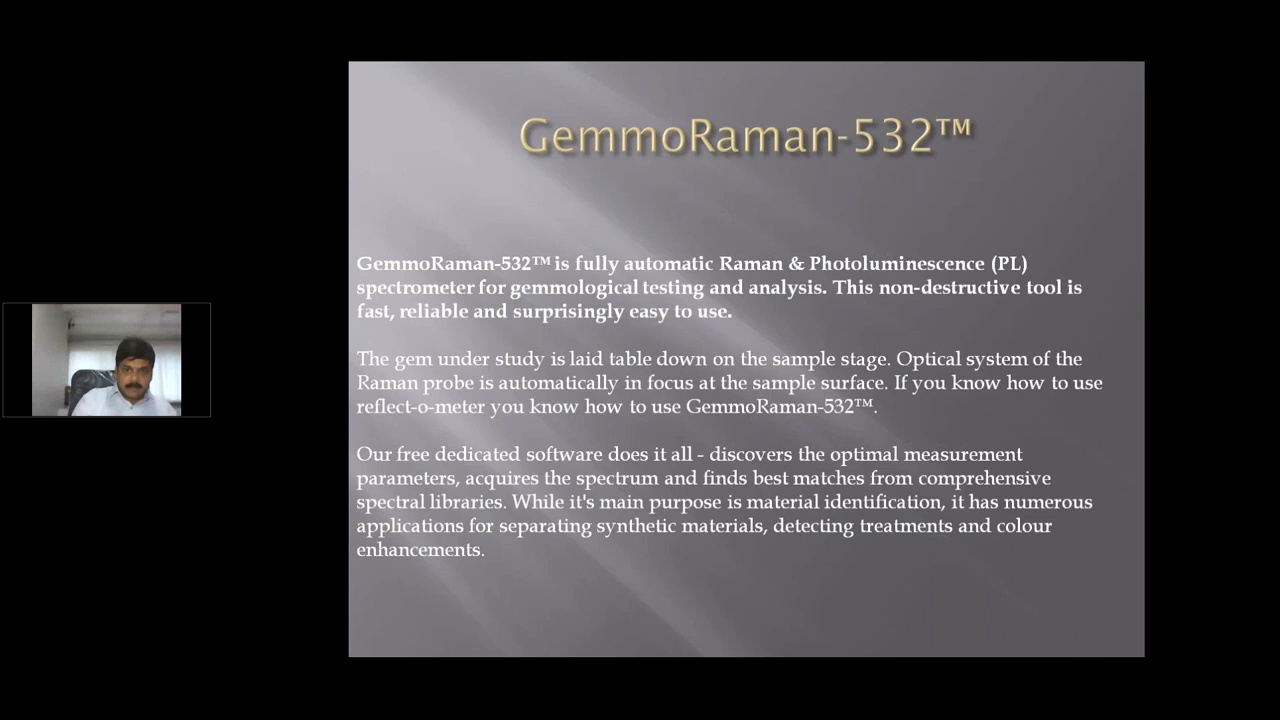 GemmoRaman-532™
GemmoRaman-532™ is fully automatic Raman & Photoluminescence (PL)
spectrometer for gemmological testing and analysis. This non-destructive tool is
fast, reliable and surprisingly easy to use.
The gem under study is laid table down on the sample stage. Optical system of the
Raman probe is automatically in focus at the sample surface. If you know how to use
reflect-o-meter you know how to use GemmoRaman-532™.
Our free dedicated software does it all - discovers the optimal measurement
parameters, acquires the spectrum and finds best matches from comprehensive
spectral libraries. While it's main purpose is material identification, it has numerous
applications for separating synthetic materials, detecting treatments and colour
enhancements.